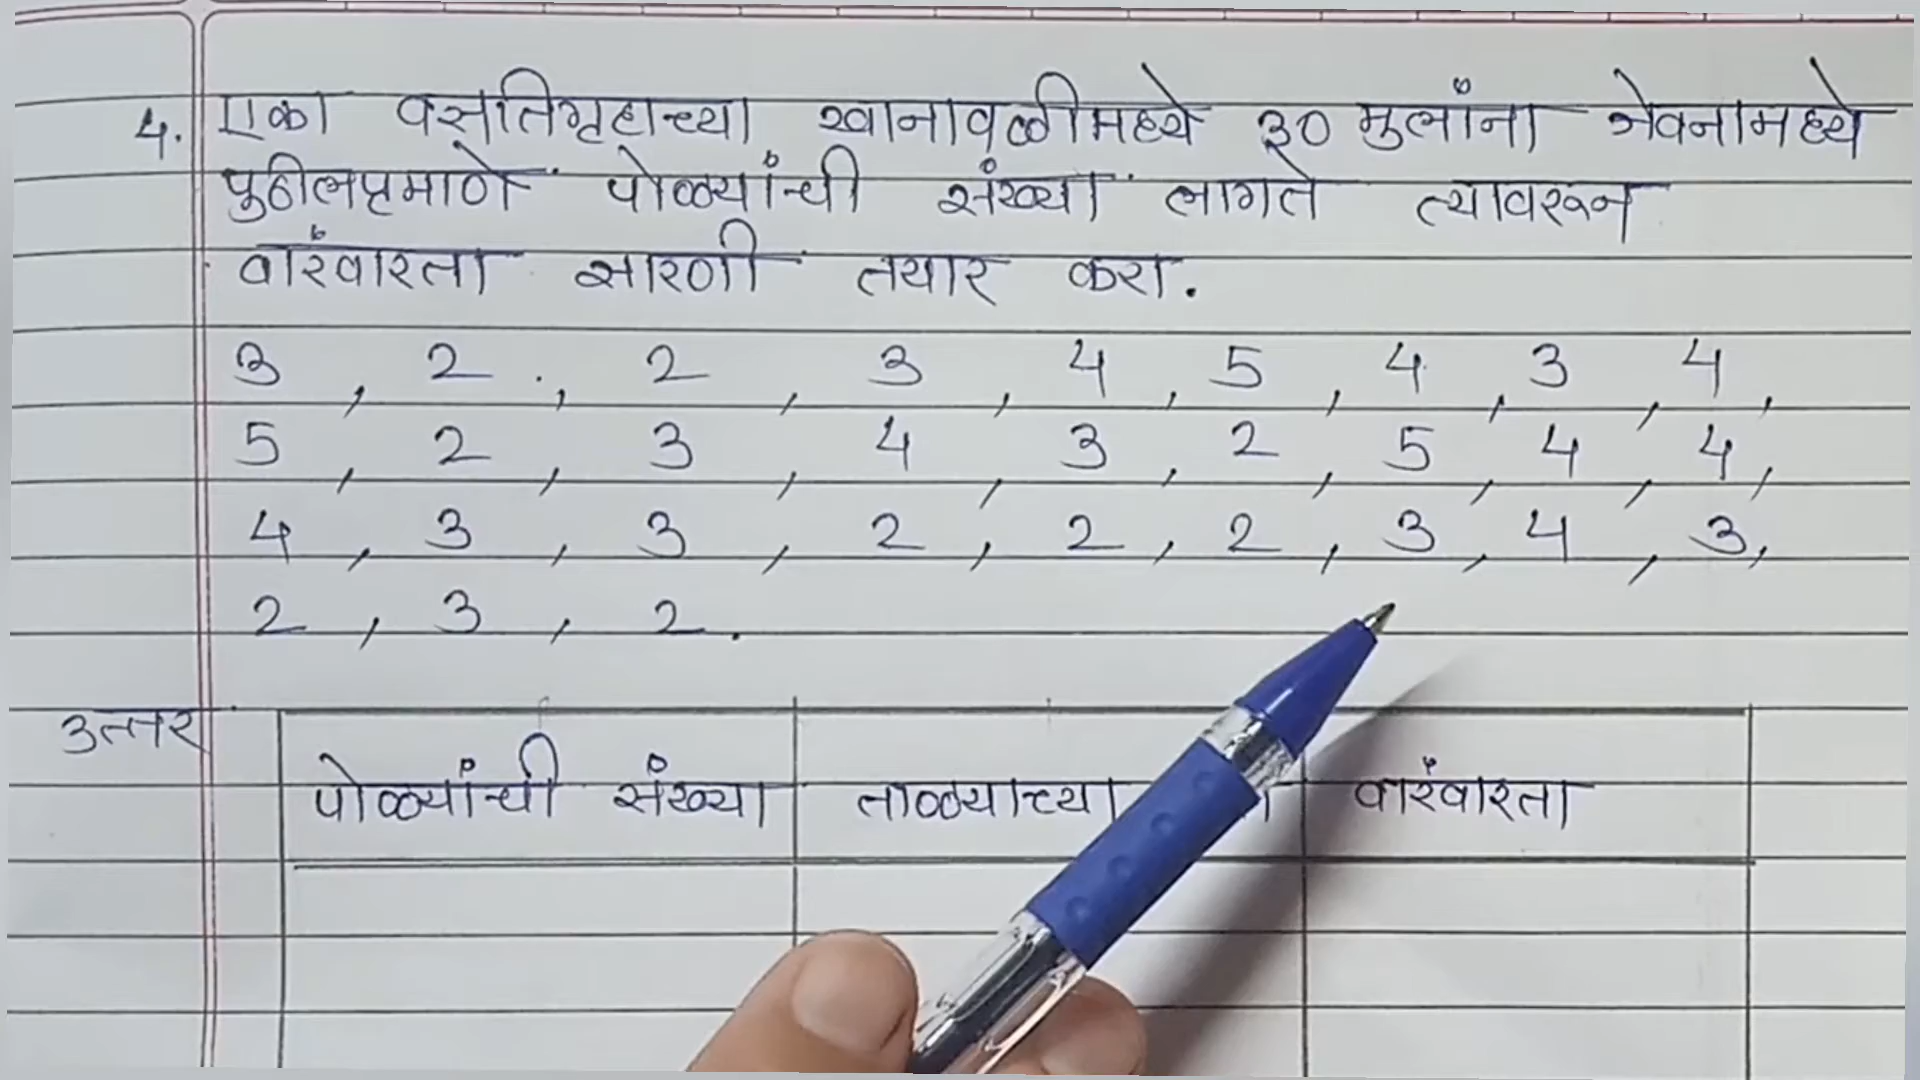 4. एका वसतिगृहाच्या खानावळीमध्ये 30 मुलांना जेवनामध्ये
पुढीलप्रमाणे पोळ्यांची संख्या लागते त्यावरून
वारंवारता सारणी तयार करा.
3 , 2 , 2 , 3 , 4 , 5 , 4 , 3 , 4 ,
5 , 2 , 3 , 4 , 3 , 2 , 5 , 4 , 4 ,
4 , 3 , 3 , 2 , 2 , 2 , 3 , 4 , 3 ,
2 , 3 , 2 .
उत्तर
पोळ्यांची संख्या ताळ्याच्या वारंवारता